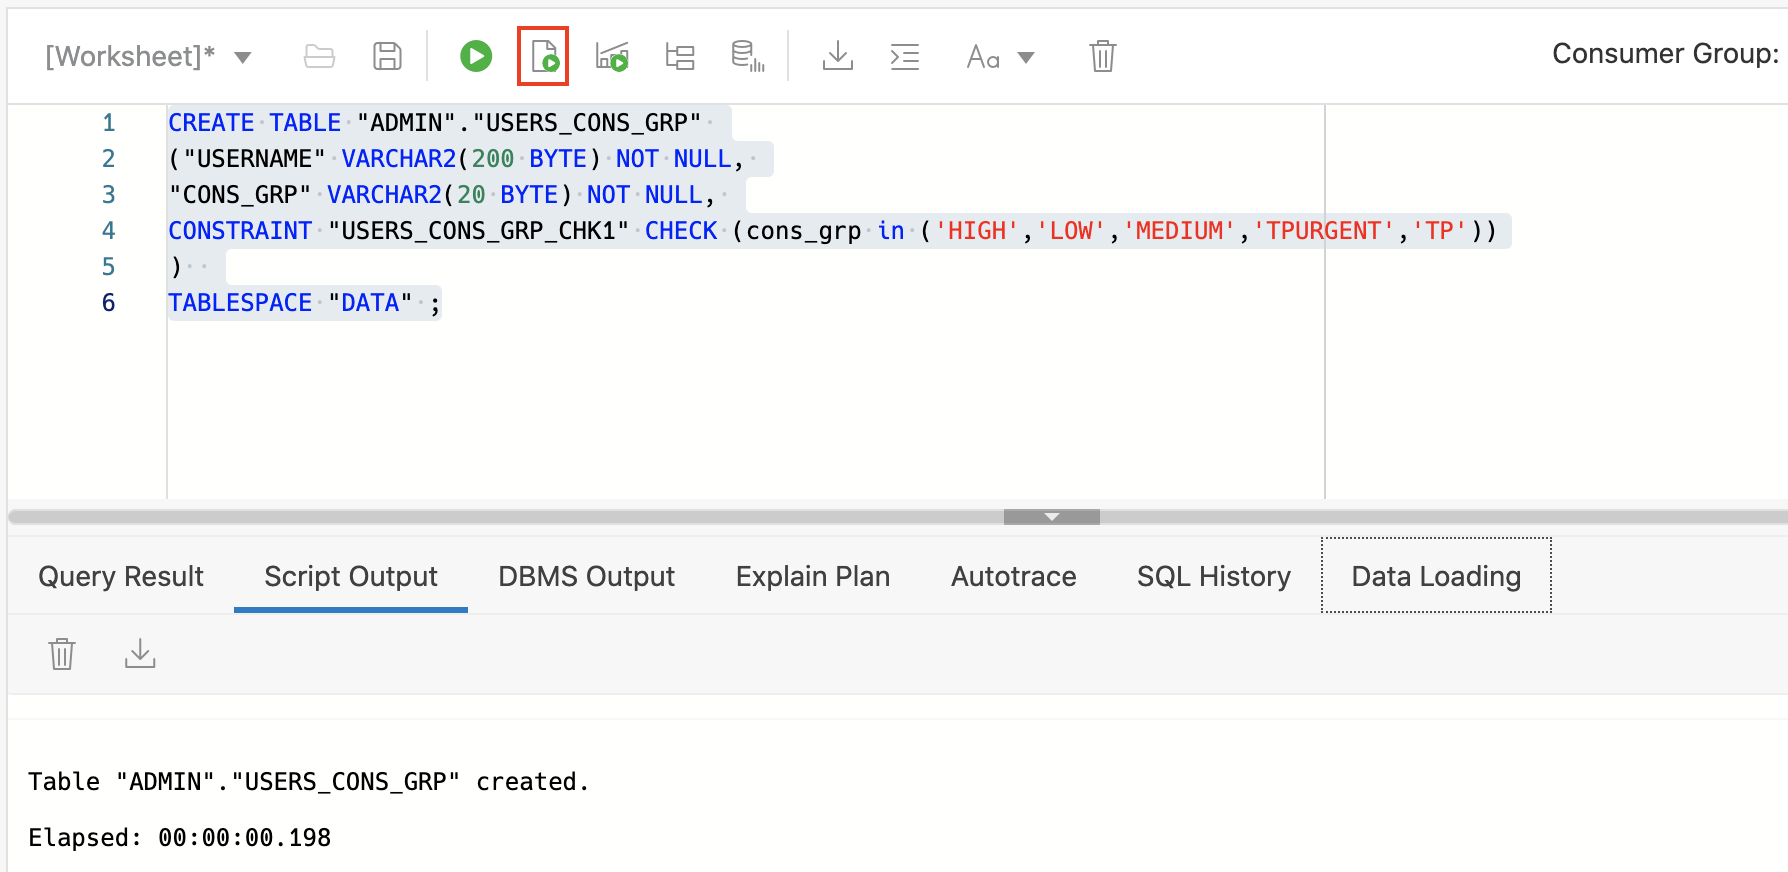 [Worksheet]*
Aa
Consumer Group:
1 CREATE TABLE "ADMIN"."USERS_CONS_GRP"
2 ("USERNAME" VARCHAR2(200 BYTE) NOT NULL,
3 "CONS_GRP" VARCHAR2(20 BYTE) NOT NULL,
4 CONSTRAINT "USERS_CONS_GRP_CHK1" CHECK (cons_grp in ('HIGH','LOW','MEDIUM','TPURGENT','TP'))
5 )
6 TABLESPACE "DATA" ;
Query Result Script Output DBMS Output Explain Plan Autotrace SQL History Data Loading
Table "ADMIN"."USERS_CONS_GRP" created.
Elapsed: 00:00:00.198